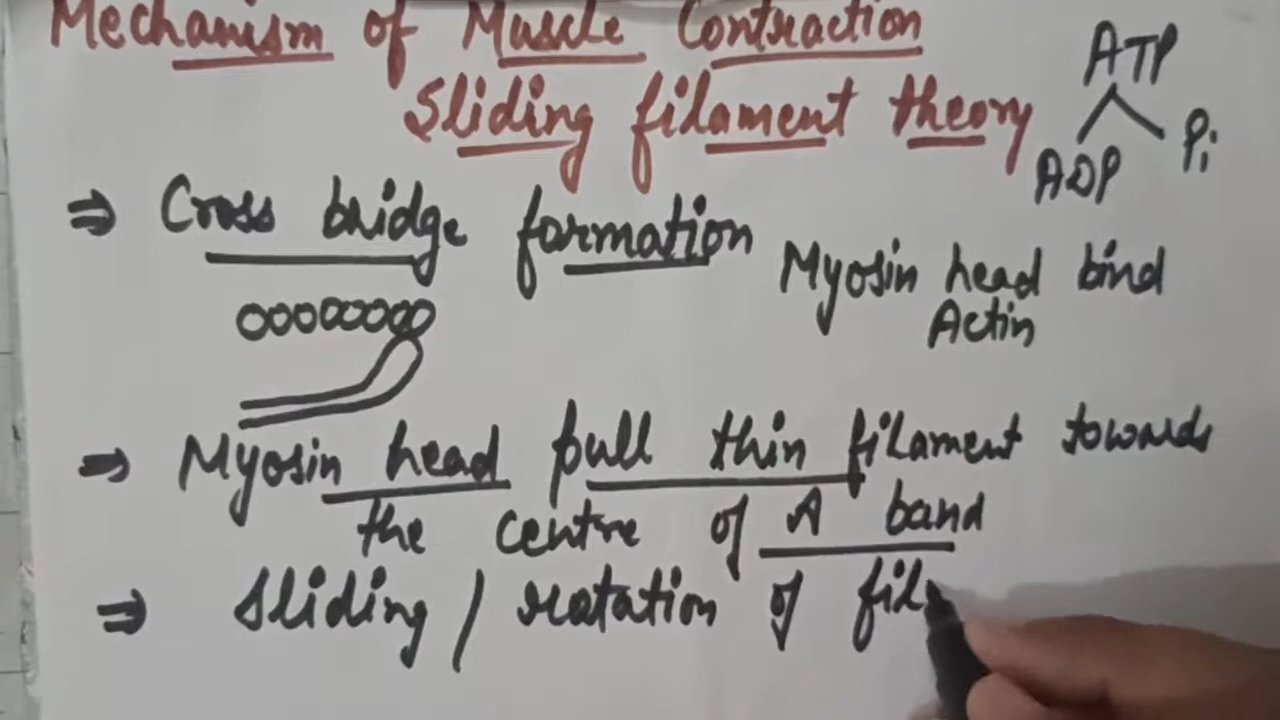 Mechanism of Muscle Contraction
Sliding filament theory
ATP
ADP Pi
⇒ Cross bridge formation
Myosin head bind
Actin
⇒ Myosin head pull thin filament towards
the centre of A band
⇒ Sliding / rotation of fil